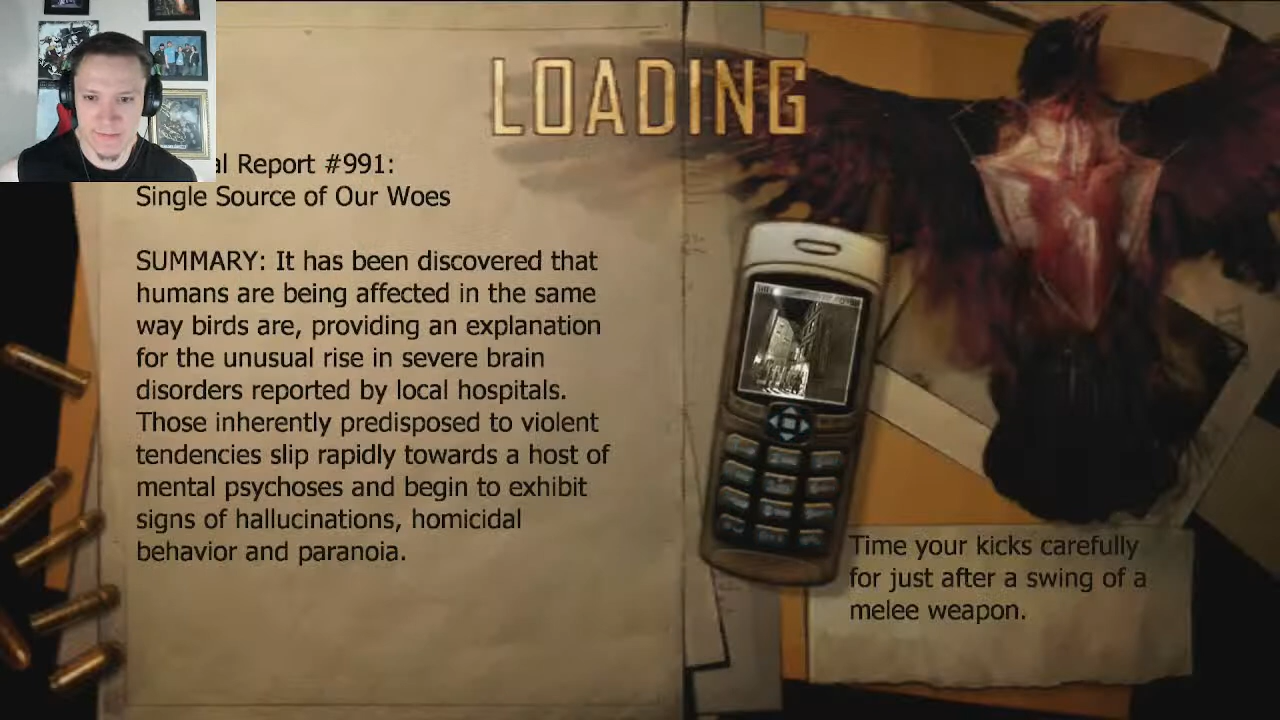 LOADING
Report #991:
Single Source of Our Woes
SUMMARY: It has been discovered that
humans are being affected in the same
way birds are, providing an explanation
for the unusual rise in severe brain
disorders reported by local hospitals.
Those inherently predisposed to violent
tendencies slip rapidly towards a host of
mental psychoses and begin to exhibit
signs of hallucinations, homicidal
behavior and paranoia.
Time your kicks carefully
for just after a swing of a
melee weapon.